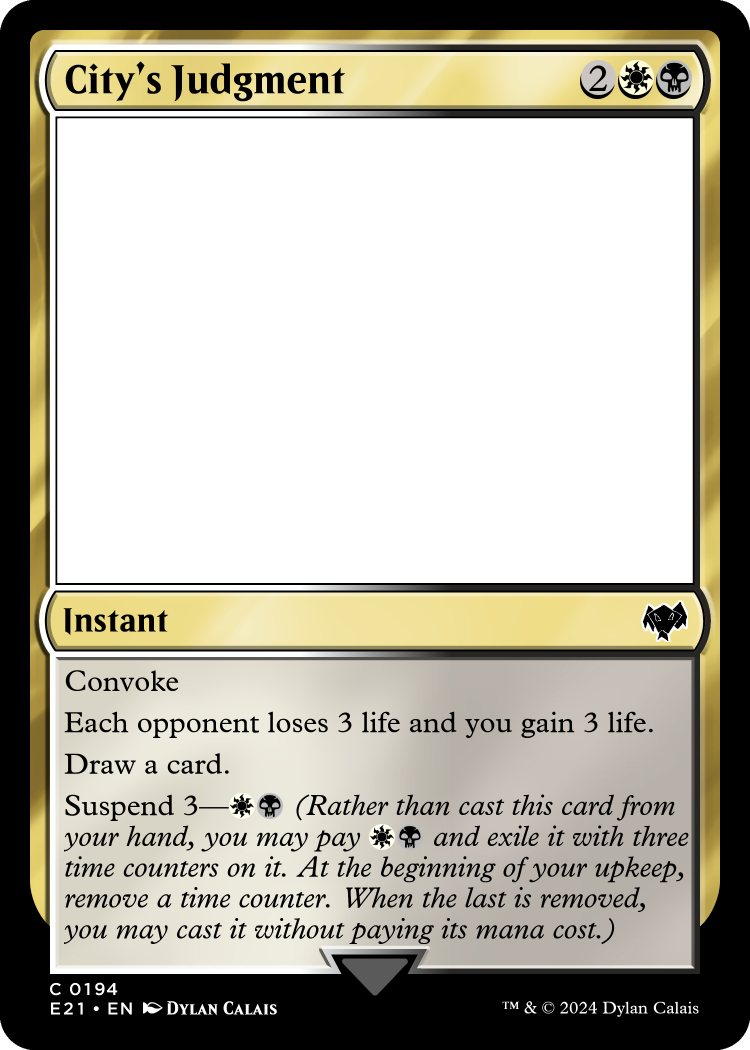 City's Judgment 2
Instant
Convoke
Each opponent loses 3 life and you gain 3 life.
Draw a card.
Suspend 3— (Rather than cast this card from
your hand, you may pay and exile it with three
time counters on it. At the beginning of your upkeep,
remove a time counter. When the last is removed,
you may cast it without paying its mana cost.)
C 0194
E21 • EN DYLAN CALAIS
™ & © 2024 Dylan Calais